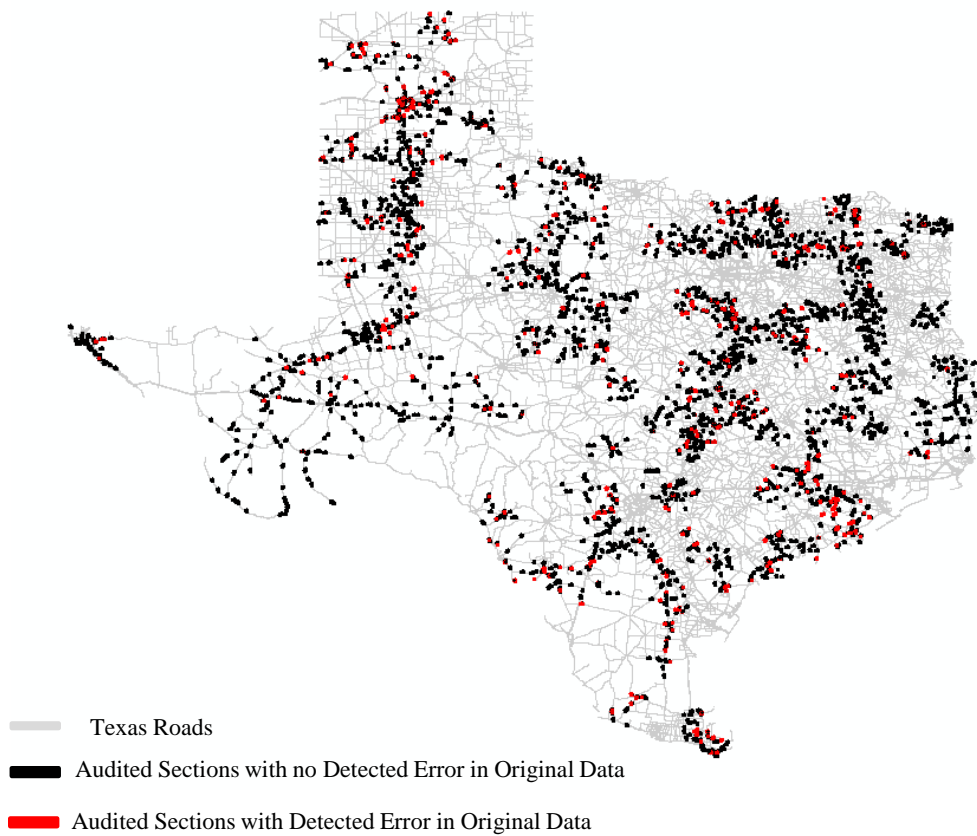 Texas Roads
Audited Sections with no Detected Error in Original Data
Audited Sections with Detected Error in Original Data